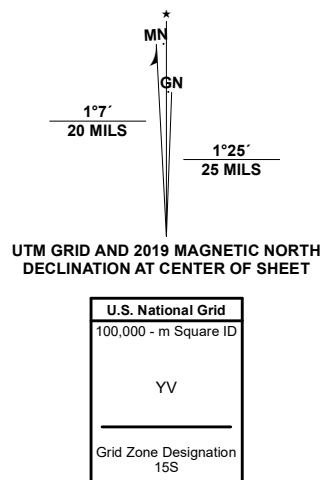 ★
MN
GN
1°7´
20 MILS
1°25´
25 MILS
UTM GRID AND 2019 MAGNETIC NORTH
DECLINATION AT CENTER OF SHEET
U.S. National Grid
100,000 - m Square ID
YV
Grid Zone Designation
15S